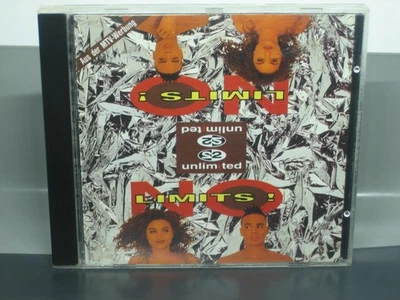 Aus der MTV-Werbung
NO
LIMITS !
unlim ted
2
2
unlim ted
NO
LIMITS !